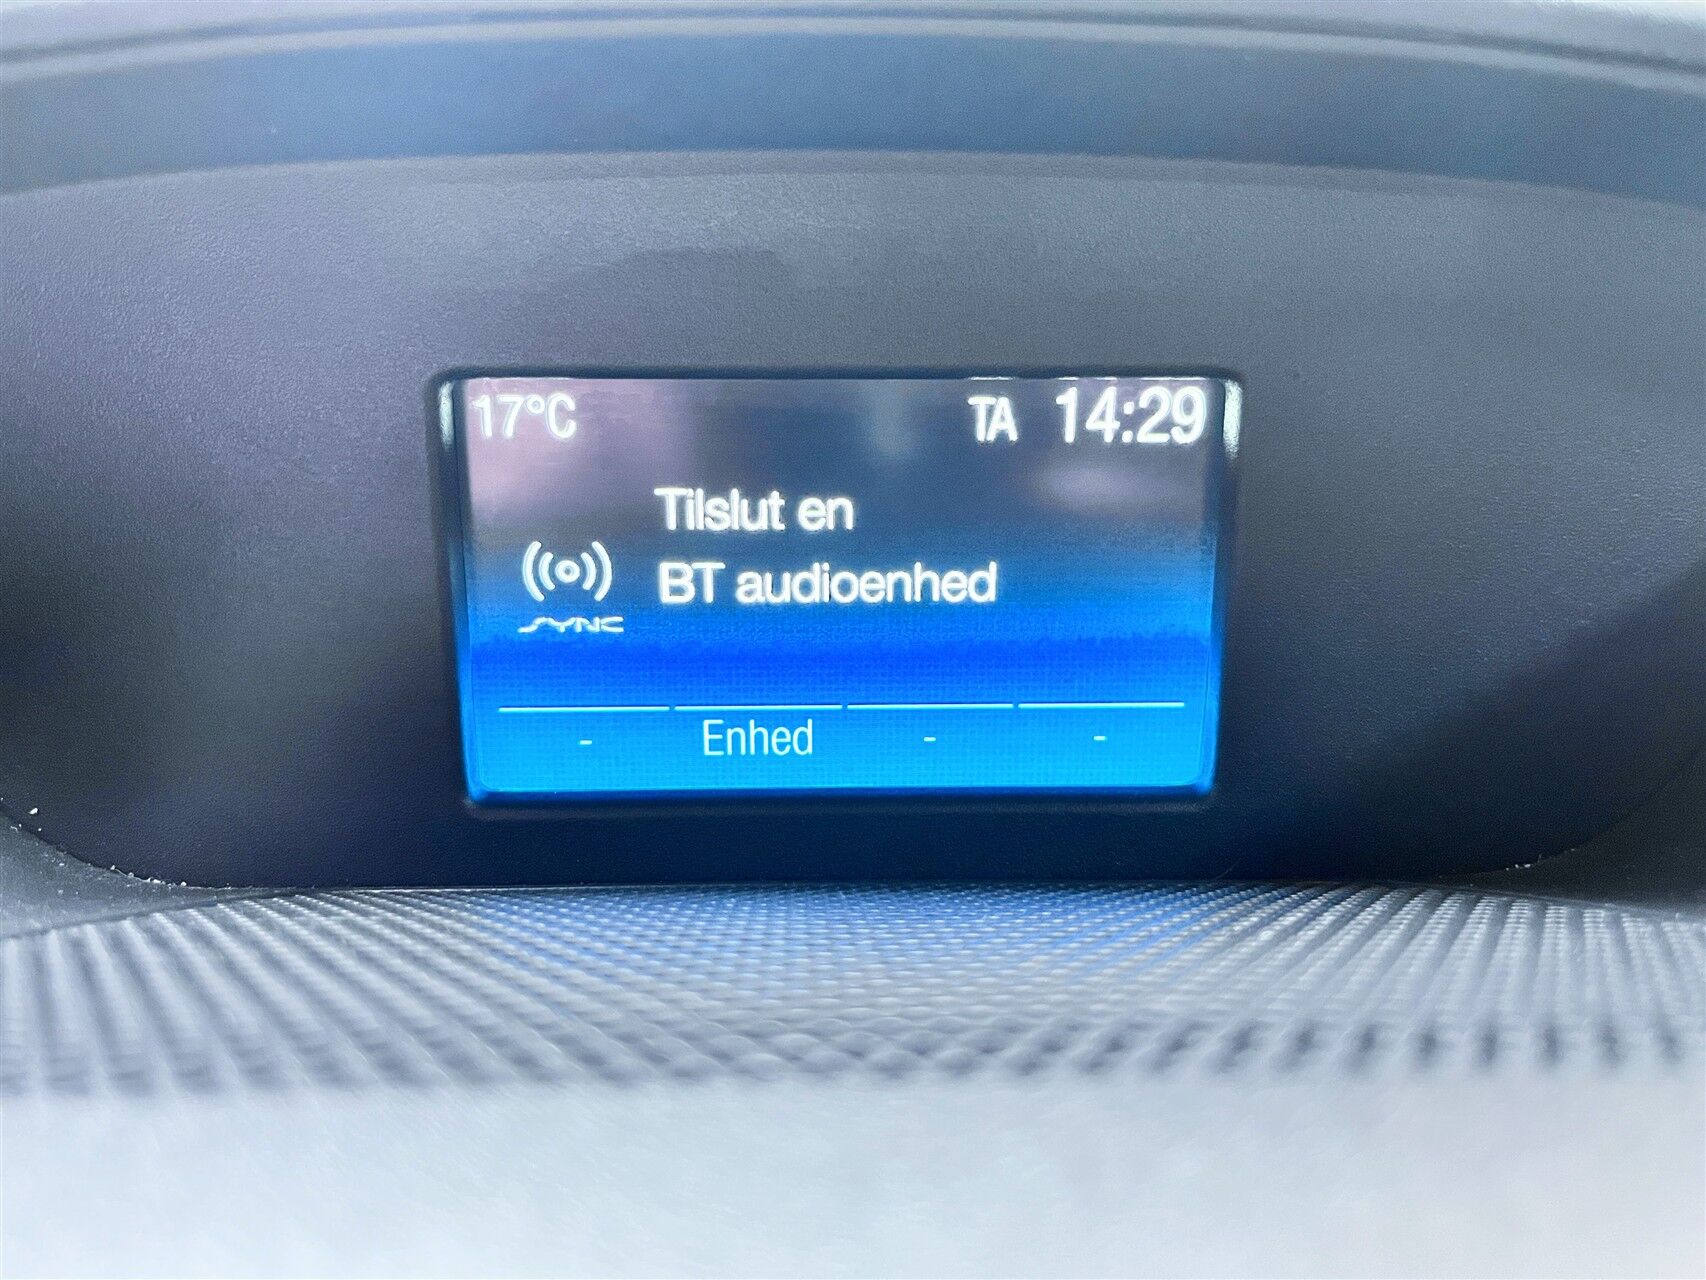 17°C TA 14:29
Tilslut en
BT audioenhed
SYNC
- Enhed - -